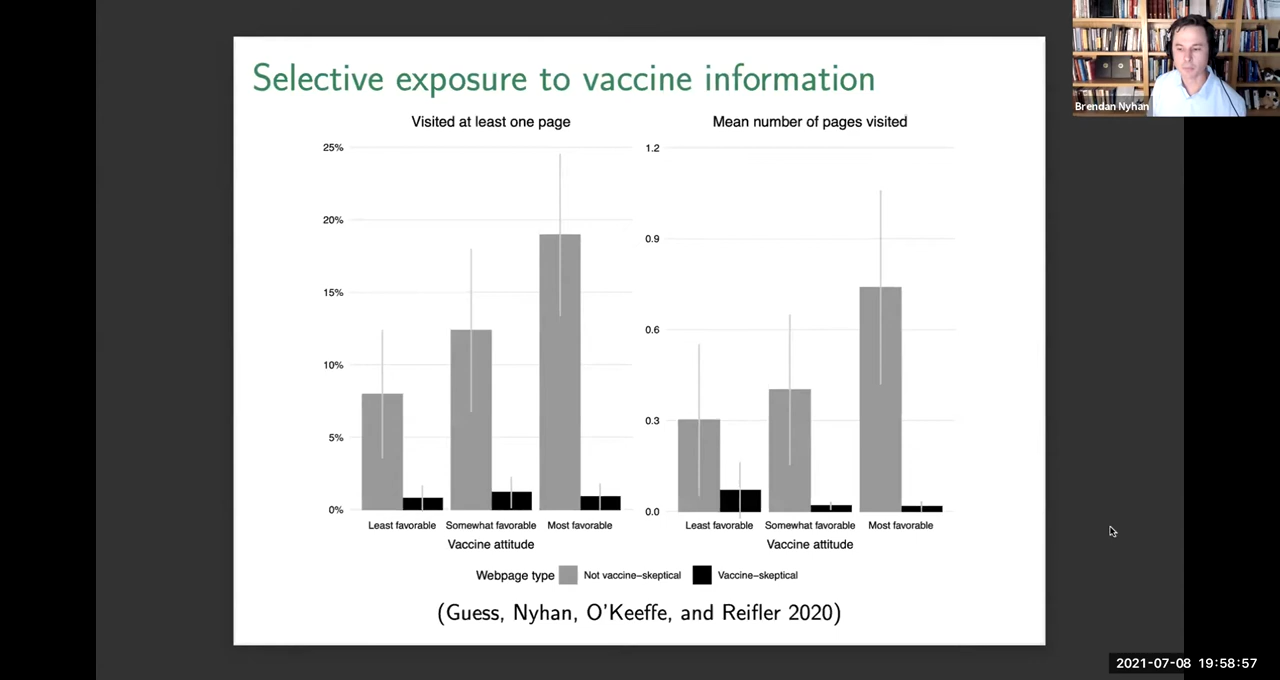 Selective exposure to vaccine information
Visited at least one page
25%
20%
15%
10%
5%
0%
Least favorable Somewhat favorable Most favorable
Vaccine attitude
Mean number of pages visited
1.2
0.9
0.6
0.3
0.0
Least favorable Somewhat favorable Most favorable
Vaccine attitude
Webpage type Not vaccine−skeptical Vaccine−skeptical
(Guess, Nyhan, O'Keeffe, and Reifler 2020)
Brendan Nyhan
2021-07-08 19:58:57